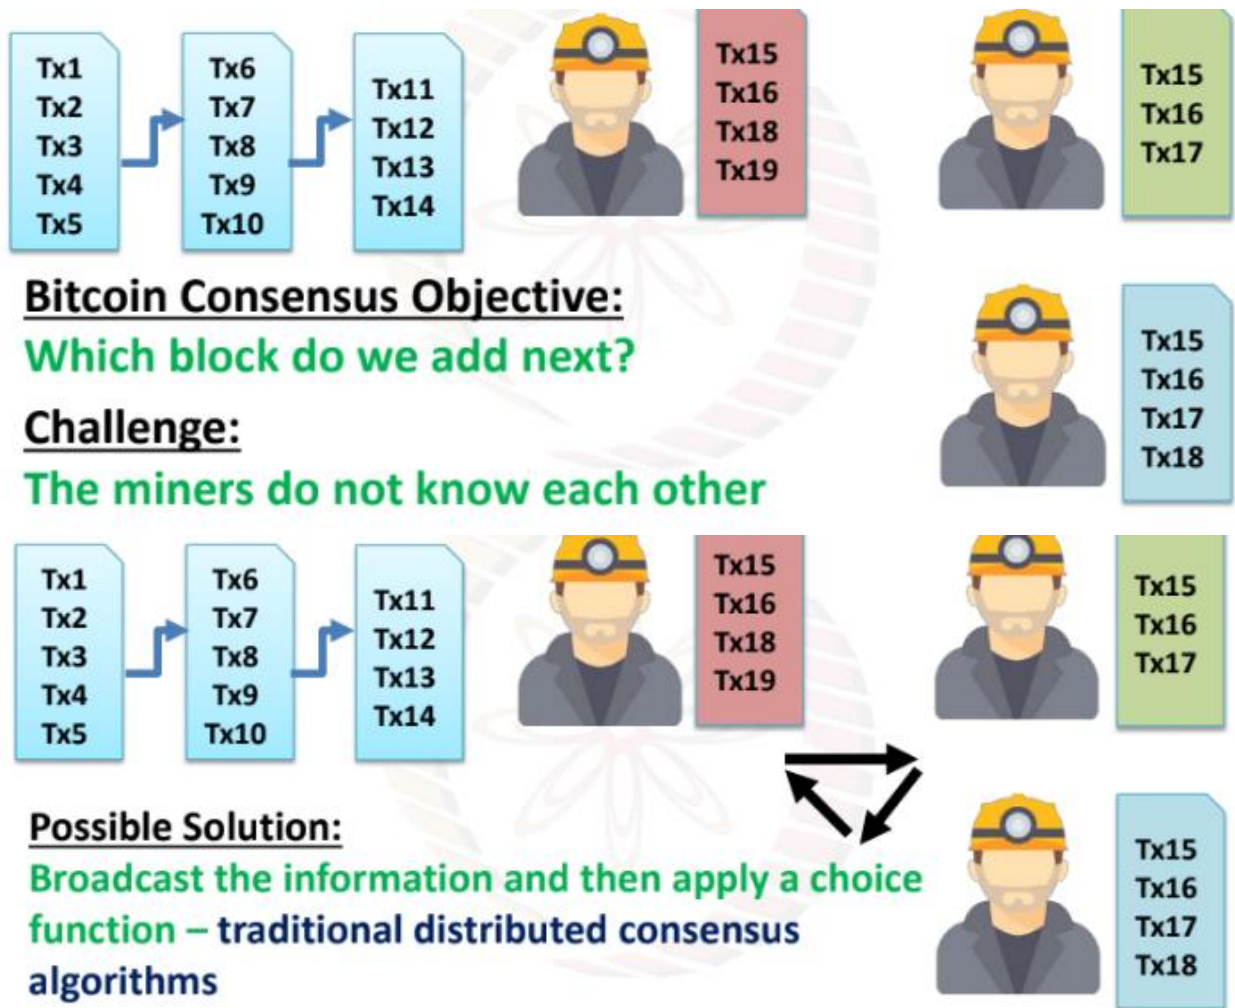 Tx1
Tx2
Tx3
Tx4
Tx5
Tx6
Tx7
Tx8
Tx9
Tx10
Tx11
Tx12
Tx13
Tx14
Tx15
Tx16
Tx18
Tx19
Tx15
Tx16
Tx17
Bitcoin Consensus Objective:
Which block do we add next?
Challenge:
The miners do not know each other
Tx15
Tx16
Tx17
Tx18
Tx1
Tx2
Tx3
Tx4
Tx5
Tx6
Tx7
Tx8
Tx9
Tx10
Tx11
Tx12
Tx13
Tx14
Tx15
Tx16
Tx18
Tx19
Tx15
Tx16
Tx17
Possible Solution:
Broadcast the information and then apply a choice
function – traditional distributed consensus
algorithms
Tx15
Tx16
Tx17
Tx18